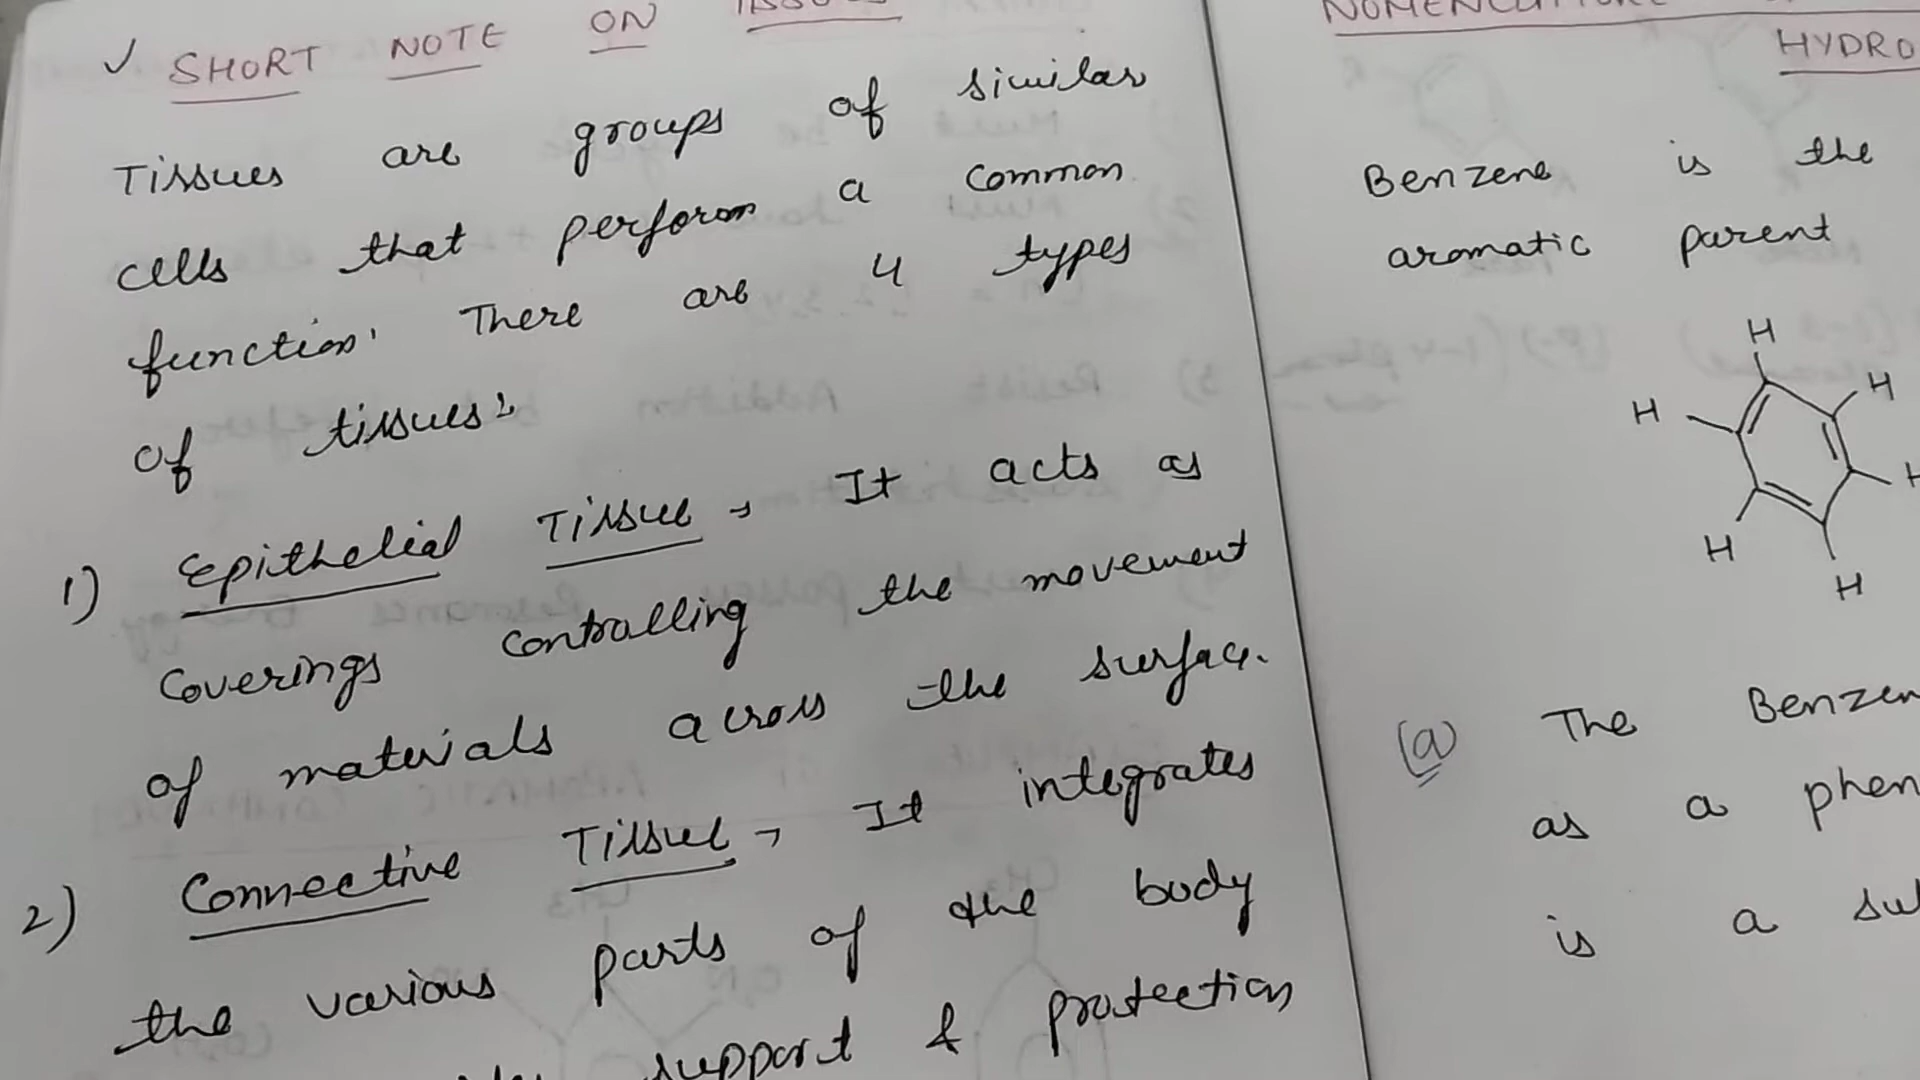 SHORT NOTE ON
Tissues are groups of similar
cells that perform a common
function. There are 4 types
of tissues:
1) Epithelial Tissue → It acts as
Coverings controlling the movement
of materials across the surface.
2) Connective Tissue → It integrates
the various parts of the body
support & protection
NOMENCLATURE
HYDRO
Benzene is the
aromatic parent
H
H
H
H
H
H
(a) The Benzen
as a phen
is a su